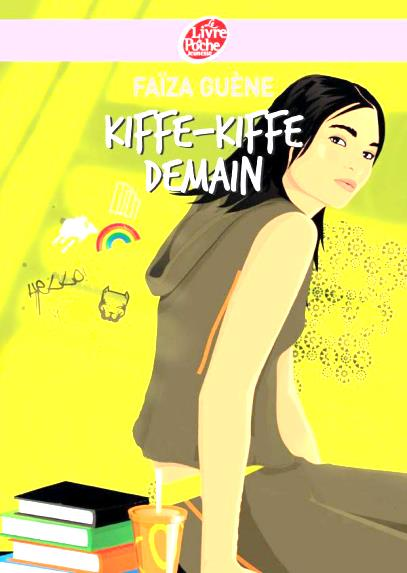 Le
Livre
de
Poche
Jeunesse
FAÏZA GUÈNE
KIFFE-KIFFE
DEMAIN